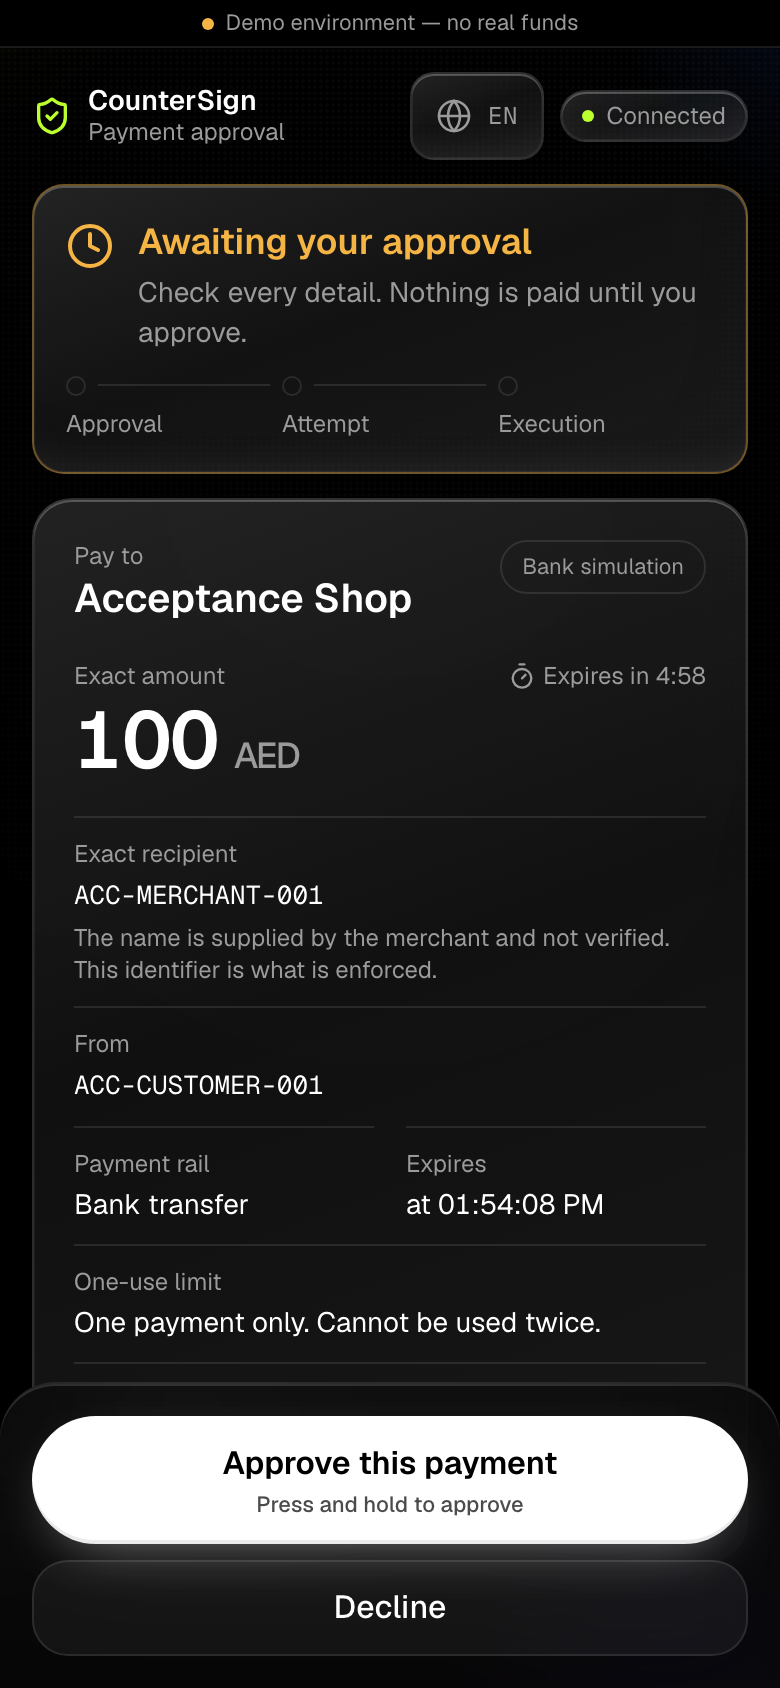 Demo environment — no real funds
CounterSign
Payment approval
EN
Connected
Awaiting your approval
Check every detail. Nothing is paid until you
approve.
Approval
Attempt
Execution
Pay to
Acceptance Shop
Bank simulation
Exact amount
Expires in 4:58
100 AED
Exact recipient
ACC-MERCHANT-001
The name is supplied by the merchant and not verified.
This identifier is what is enforced.
From
ACC-CUSTOMER-001
Payment rail
Bank transfer
Expires
at 01:54:08 PM
One-use limit
One payment only. Cannot be used twice.
Approve this payment
Press and hold to approve
Decline